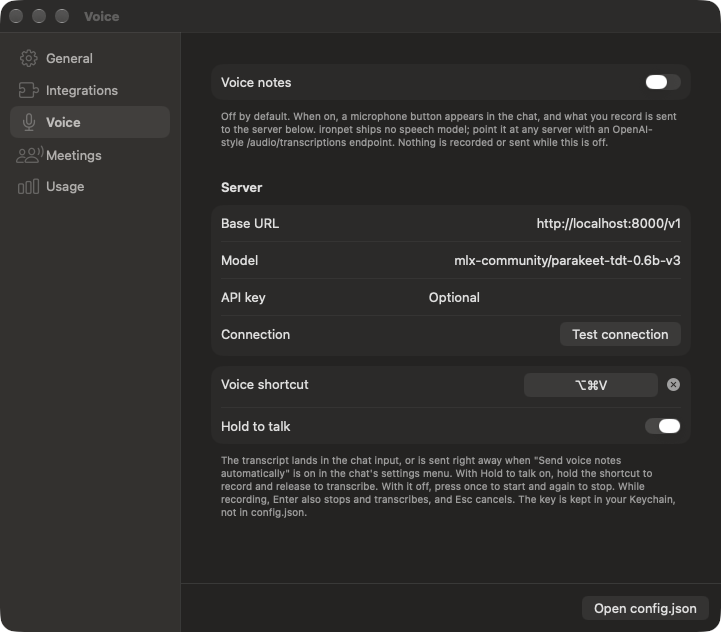 Voice
General
Integrations
Voice
Meetings
Usage
Voice notes
Off by default. When on, a microphone button appears in the chat, and what you record is sent
to the server below. ironpet ships no speech model; point it at any server with an OpenAI-
style /audio/transcriptions endpoint. Nothing is recorded or sent while this is off.
Server
Base URL http://localhost:8000/v1
Model mlx-community/parakeet-tdt-0.6b-v3
API key Optional
Connection Test connection
Voice shortcut ⌥⌘V
Hold to talk
The transcript lands in the chat input, or is sent right away when "Send voice notes
automatically" is on in the chat's settings menu. With Hold to talk on, hold the shortcut to
record and release to transcribe. With it off, press once to start and again to stop. While
recording, Enter also stops and transcribes, and Esc cancels. The key is kept in your Keychain,
not in config.json.
Open config.json